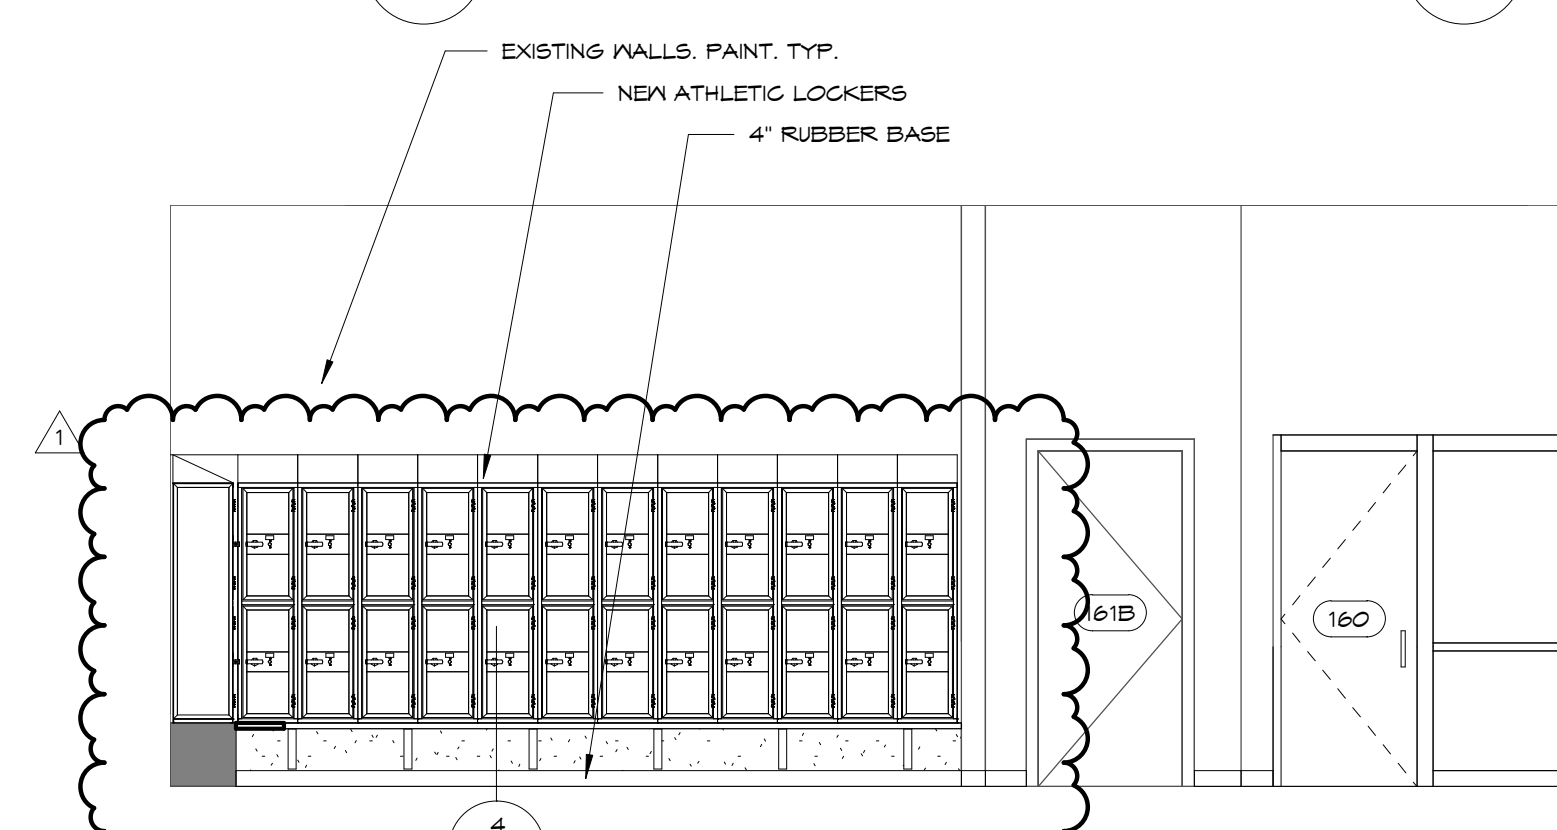 EXISTING WALLS. PAINT. TYP.
NEW ATHLETIC LOCKERS
4" RUBBER BASE
1
161B
160
4